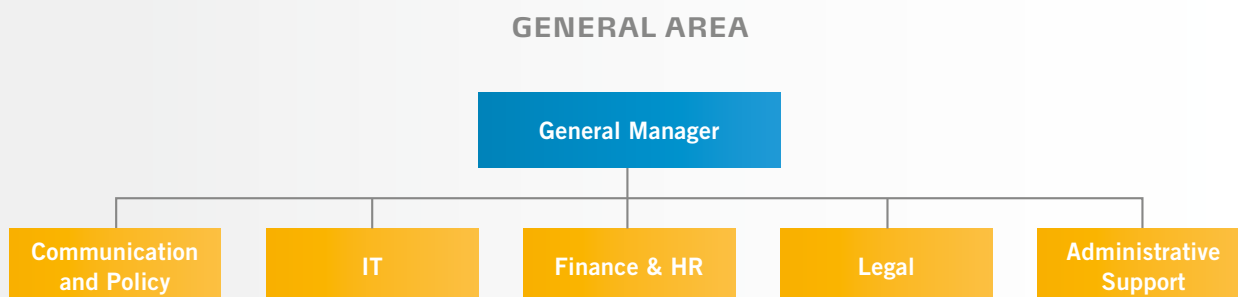 GENERAL AREA
General Manager
Communication
and Policy
IT
Finance & HR
Legal
Administrative
Support